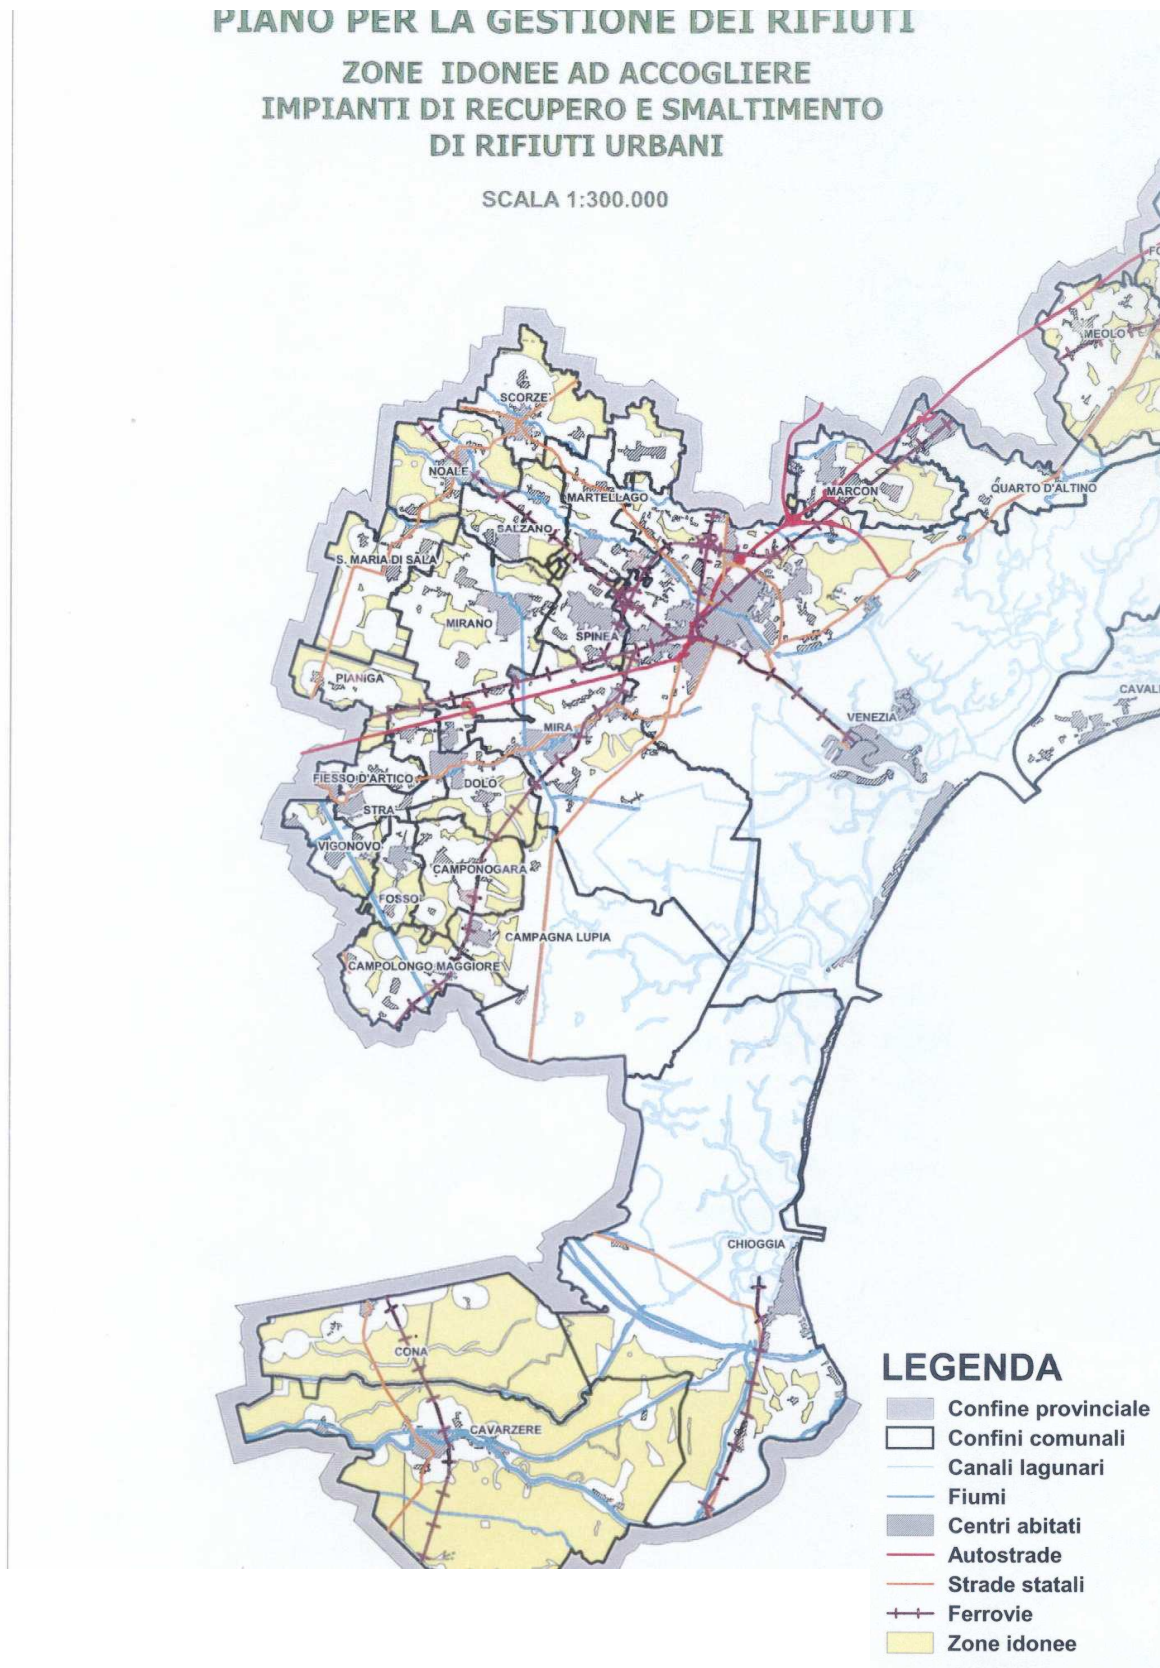 PIANO PER LA GESTIONE DEI RIFIUTI
ZONE IDONEE AD ACCOGLIERE
IMPIANTI DI RECUPERO E SMALTIMENTO
DI RIFIUTI URBANI
SCALA 1:300.000
MEOLO
SCORZE'
NOALE
MARTELLAGO
MARCON
QUARTO D'ALTINO
SALZANO
S. MARIA DI SALA
MIRANO
SPINEA
PIANIGA
CAVALL
VENEZIA
MIRA
FIESSO D'ARTICO
DOLO
STRA'
VIGONOVO
CAMPONOGARA
FOSSO'
CAMPAGNA LUPIA
CAMPOLONGO MAGGIORE
CHIOGGIA
CONA
CAVARZERE
LEGENDA
Confine provinciale
Confini comunali
Canali lagunari
Fiumi
Centri abitati
Autostrade
Strade statali
Ferrovie
Zone idonee